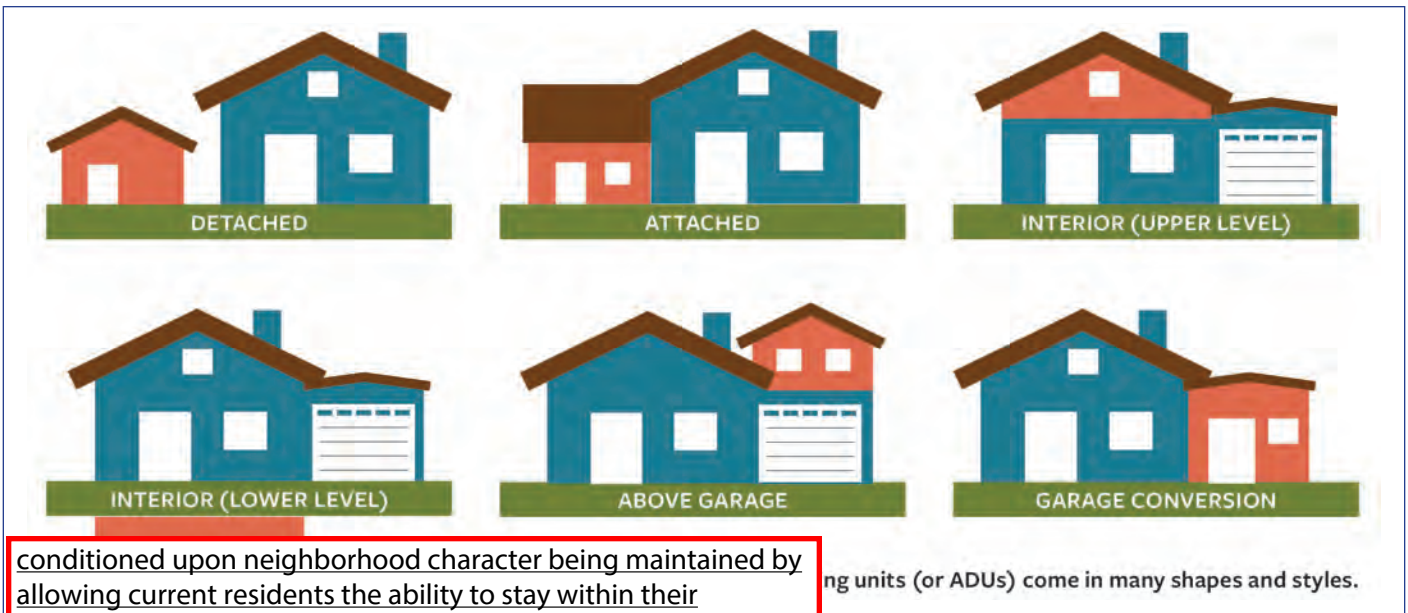 DETACHED
ATTACHED
INTERIOR (UPPER LEVEL)
INTERIOR (LOWER LEVEL)
ABOVE GARAGE
GARAGE CONVERSION
conditioned upon neighborhood character being maintained by
allowing current residents the ability to stay within their
ng units (or ADUs) come in many shapes and styles.